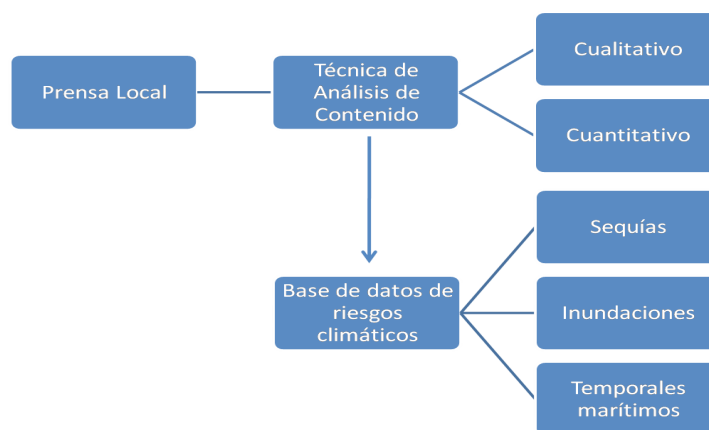 Prensa Local
Técnica de
Análisis de
Contenido
Cualitativo
Cuantitativo
Base de datos de
riesgos
climáticos
Sequías
Inundaciones
Temporales
marítimos